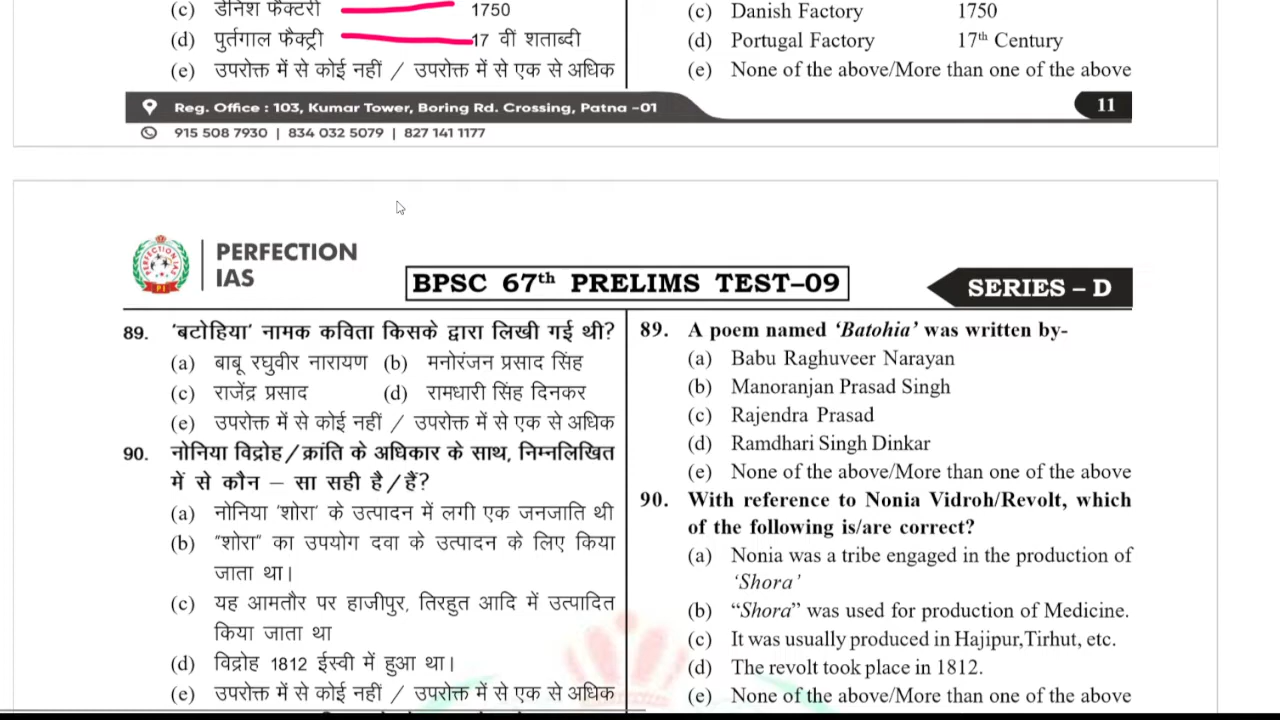 (c) डेनिश फैक्टरी 1750
(d) पुर्तगाल फैक्ट्री 17 वीं शताब्दी
(e) उपरोक्त में से कोई नहीं / उपरोक्त में से एक से अधिक
(c) Danish Factory 1750
(d) Portugal Factory 17th Century
(e) None of the above/More than one of the above
Reg. Office : 103, Kumar Tower, Boring Rd. Crossing, Patna -01
11
915 508 7930 | 834 032 5079 | 827 141 1177
PERFECTION
IAS
BPSC 67th PRELIMS TEST–09
SERIES – D
89. 'बटोहिया' नामक कविता किसके द्वारा लिखी गई थी?
(a) बाबू रघुवीर नारायण (b) मनोरंजन प्रसाद सिंह
(c) राजेंद्र प्रसाद (d) रामधारी सिंह दिनकर
(e) उपरोक्त में से कोई नहीं / उपरोक्त में से एक से अधिक
90. नोनिया विद्रोह/क्रांति के अधिकार के साथ, निम्नलिखित
में से कौन – सा सही है/हैं?
(a) नोनिया 'शोरा' के उत्पादन में लगी एक जनजाति थी
(b) "शोरा" का उपयोग दवा के उत्पादन के लिए किया
जाता था।
(c) यह आमतौर पर हाजीपुर, तिरहुत आदि में उत्पादित
किया जाता था
(d) विद्रोह 1812 ईस्वी में हुआ था।
(e) उपरोक्त में से कोई नहीं / उपरोक्त में से एक से अधिक
89. A poem named 'Batohia' was written by-
(a) Babu Raghuveer Narayan
(b) Manoranjan Prasad Singh
(c) Rajendra Prasad
(d) Ramdhari Singh Dinkar
(e) None of the above/More than one of the above
90. With reference to Nonia Vidroh/Revolt, which
of the following is/are correct?
(a) Nonia was a tribe engaged in the production of
'Shora'
(b) "Shora" was used for production of Medicine.
(c) It was usually produced in Hajipur,Tirhut, etc.
(d) The revolt took place in 1812.
(e) None of the above/More than one of the above